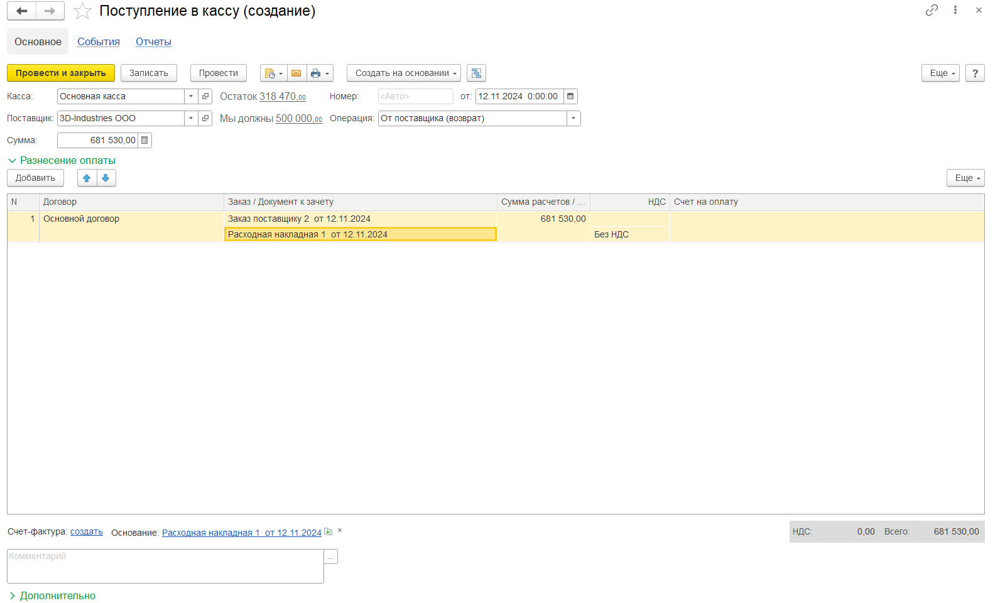 Поступление в кассу (создание)
Основное События Отчеты
Провести и закрыть Записать Провести Создать на основании Еще ?
Касса: Основная касса Остаток 318 470,00 Номер: <Авто> от: 12.11.2024 0:00:00
Поставщик: 3D-Industries ООО Мы должны 500 000,00 Операция: От поставщика (возврат)
Сумма: 681 530,00
Разнесение оплаты
Добавить Еще
N Договор Заказ / Документ к зачету Сумма расчетов / ... НДС Счет на оплату
1 Основной договор Заказ поставщику 2 от 12.11.2024 681 530,00
Расходная накладная 1 от 12.11.2024 Без НДС
Счет-фактура: создать Основание: Расходная накладная 1 от 12.11.2024 НДС: 0,00 Всего: 681 530,00
Комментарий ...
Дополнительно